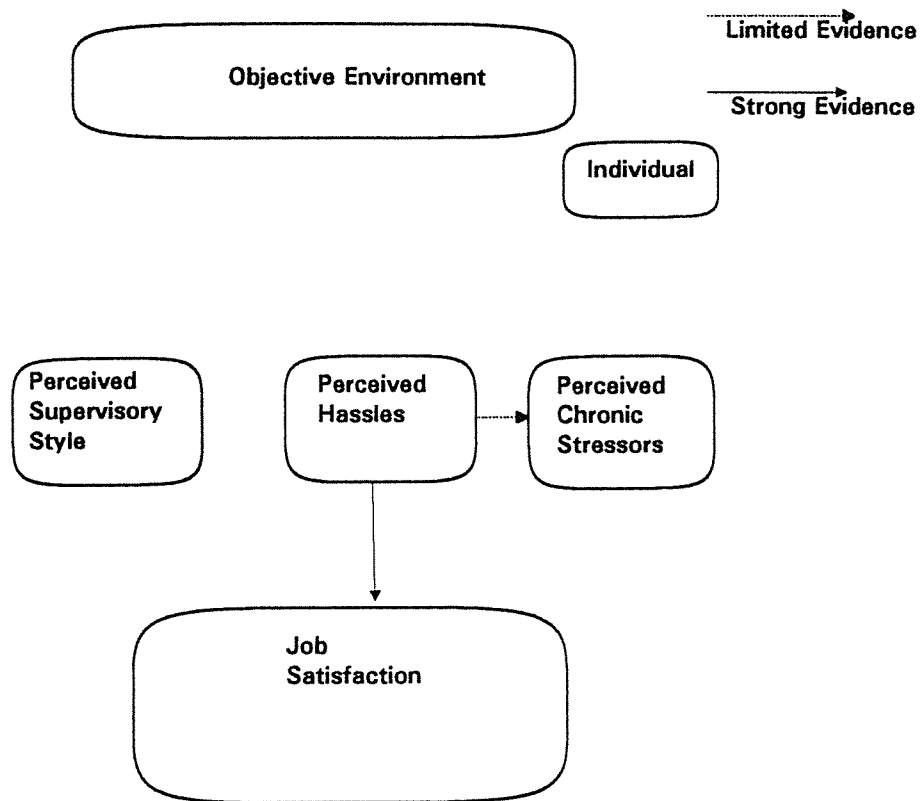 Limited Evidence
Objective Environment
Strong Evidence
Individual
Perceived
Supervisory
Style
Perceived
Hassles
Perceived
Chronic
Stressors
Job
Satisfaction